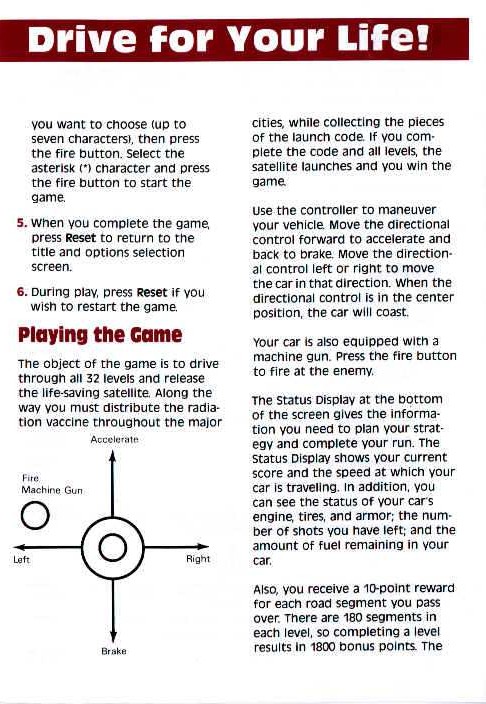 Drive for Your Life!
you want to choose (up to
seven characters), then press
the fire button. Select the
asterisk (*) character and press
the fire button to start the
game.
5. When you complete the game,
press Reset to return to the
title and options selection
screen.
6. During play, press Reset if you
wish to restart the game.
Playing the Game
The object of the game is to drive
through all 32 levels and release
the life-saving satellite. Along the
way you must distribute the radia-
tion vaccine throughout the major
Accelerate
Fire
Machine Gun
Left
Right
Brake
cities, while collecting the pieces
of the launch code. If you com-
plete the code and all levels, the
satellite launches and you win the
game.
Use the controller to maneuver
your vehicle. Move the directional
control forward to accelerate and
back to brake. Move the direction-
al control left or right to move
the car in that direction. When the
directional control is in the center
position, the car will coast.
Your car is also equipped with a
machine gun. Press the fire button
to fire at the enemy.
The Status Display at the bottom
of the screen gives the informa-
tion you need to plan your strat-
egy and complete your run. The
Status Display shows your current
score and the speed at which your
car is traveling. In addition, you
can see the status of your car's
engine, tires, and armor; the num-
ber of shots you have left; and the
amount of fuel remaining in your
car.
Also, you receive a 10-point reward
for each road segment you pass
over. There are 180 segments in
each level, so completing a level
results in 1800 bonus points. The